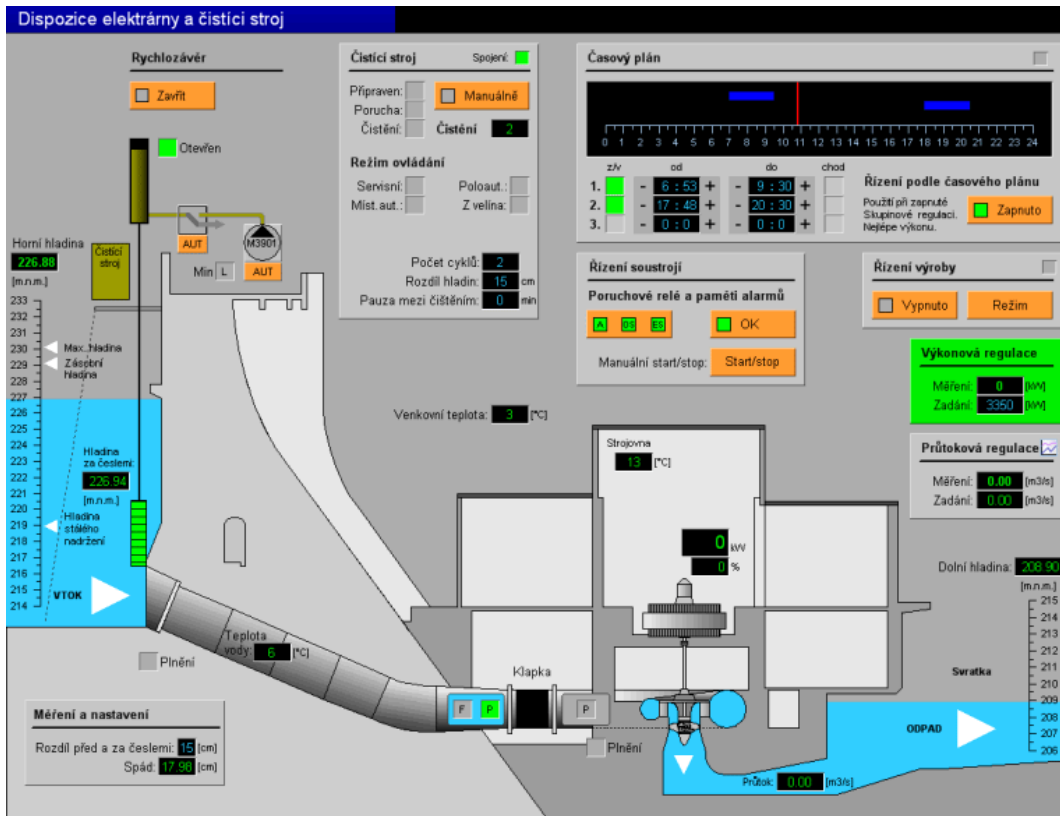 Dispozice elektrárny a čistící stroj
Rychlozávěr
Zavřít
Otevřen
AUT
M3901
Min L AUT
Horní hladina
226.88
[m.n.m.]
Čistící
stroj
233
232
231
230
229
228
227
226
225
224
223
222
221
220
219
218
217
216
215
214
Max. hladina
Zásobní
hladina
Hladina
za česlemi:
226.94
[m.n.m.]
Hladina
stálého
nadržení
VTOK
Čistící stroj Spojení:
Připraven: Manuálně
Porucha:
Čistění: Čistění 2
Režim ovládání
Servisní: Poloaut.:
Míst.aut.: Z velína:
Počet cyklů: 2
Rozdíl hladin: 15 cm
Pauza mezi čištěním: 0 min
Časový plán
0 1 2 3 4 5 6 7 8 9 10 11 12 13 14 15 16 17 18 19 20 21 22 23 24
z/v od do chod
1. - 6 : 53 + - 9 : 30 +
2. - 17 : 48 + - 20 : 30 +
3. - 0 : 0 + - 0 : 0 +
Řízení podle časového plánu
Použití při zapnuté
Skupinové regulaci.
Nejlépe výkonu.
Zapnuto
Řízení soustrojí
Poruchové relé a paměti alarmů
A OS ES OK
Manuální start/stop: Start/stop
Řízení výroby
Vypnuto Režim
Výkonová regulace
Měření: 0 [kW]
Zadání: 3350 [kW]
Průtoková regulace
Měření: 0.00 [m3/s]
Zadání: 0.00 [m3/s]
Venkovní teplota: 3 [°C]
Strojovna
13 [°C]
0 kW
0 %
Dolní hladina: 208.90
[m.n.m.]
215
214
213
212
211
210
209
208
207
206
Svratka
ODPAD
Teplota
vody: 6 [°C]
Plnění
Klapka
F P P
Plnění
Průtok: 0.00 [m3/s]
Měření a nastavení
Rozdíl před a za česlemi: 15 [cm]
Spád: 17.98 [cm]